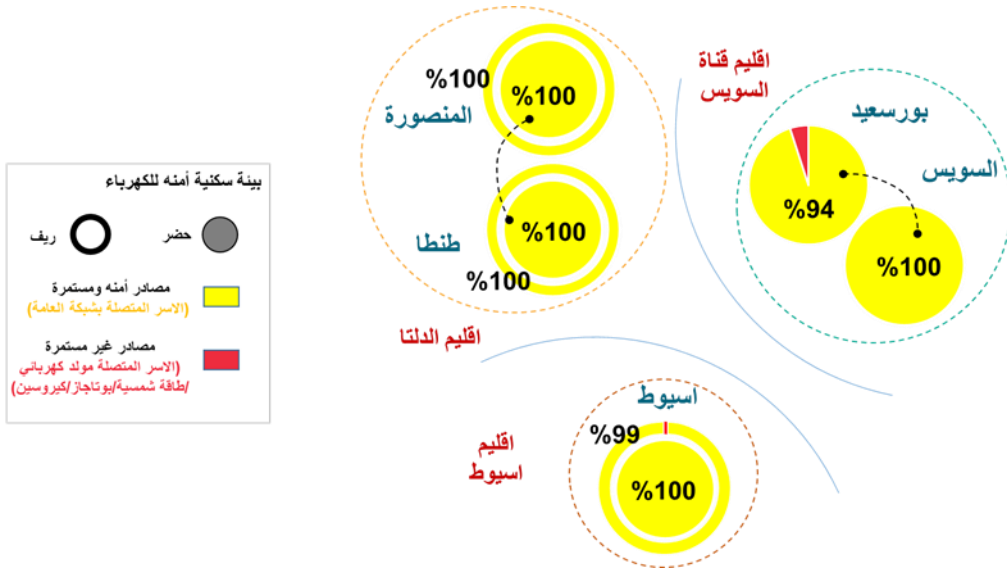 اقليم قناة
السويس
بورسعيد
السويس
%94
%100
%100
%100
المنصورة
%100
طنطا
%100
اقليم الدلتا
اسيوط
%99
%100
اقليم
اسيوط
بيئة سكنية أمنه للكهرباء
حضر
ريف
مصادر أمنه ومستمرة
(الاسر المتصلة بشبكة العامة)
مصادر غير مستمرة
(الاسر المتصلة مولد كهربائي
/طاقة شمسية/بوتاجاز/كيروسين)